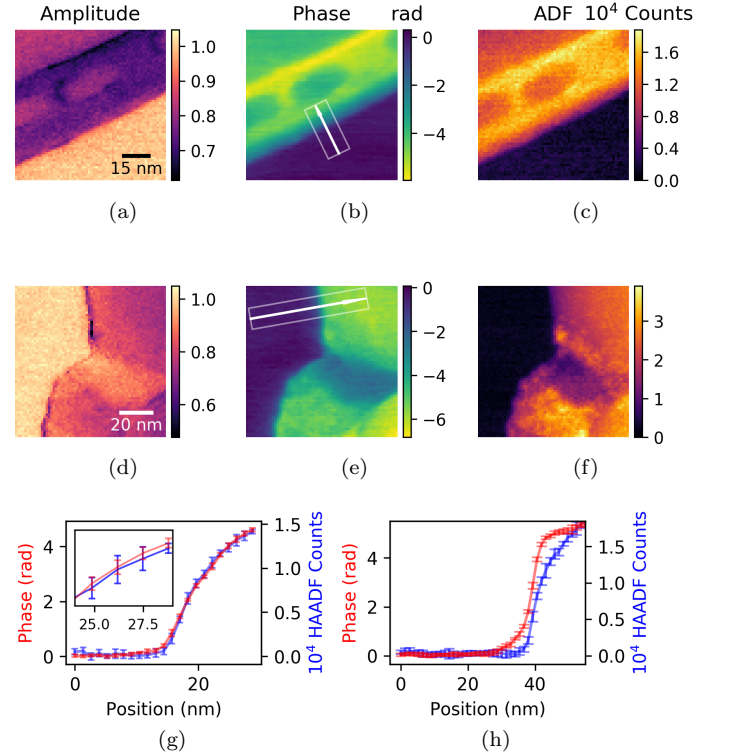 Amplitude
Phase rad
ADF 10⁴ Counts
1.0
0.9
0.8
0.7
15 nm
0
−2
−4
1.6
1.2
0.8
0.4
0.0
(a)
(b)
(c)
1.0
0.8
0.6
20 nm
0
−2
−4
−6
3
2
1
0
(d)
(e)
(f)
Phase (rad)
4
2
0
25.0 27.5
1.5
1.0
0.5
0.0
10⁴ HAADF Counts
0 20
Position (nm)
(g)
Phase (rad)
4
2
0
1.5
1.0
0.5
0.0
10⁴ HAADF Counts
0 20 40
Position (nm)
(h)